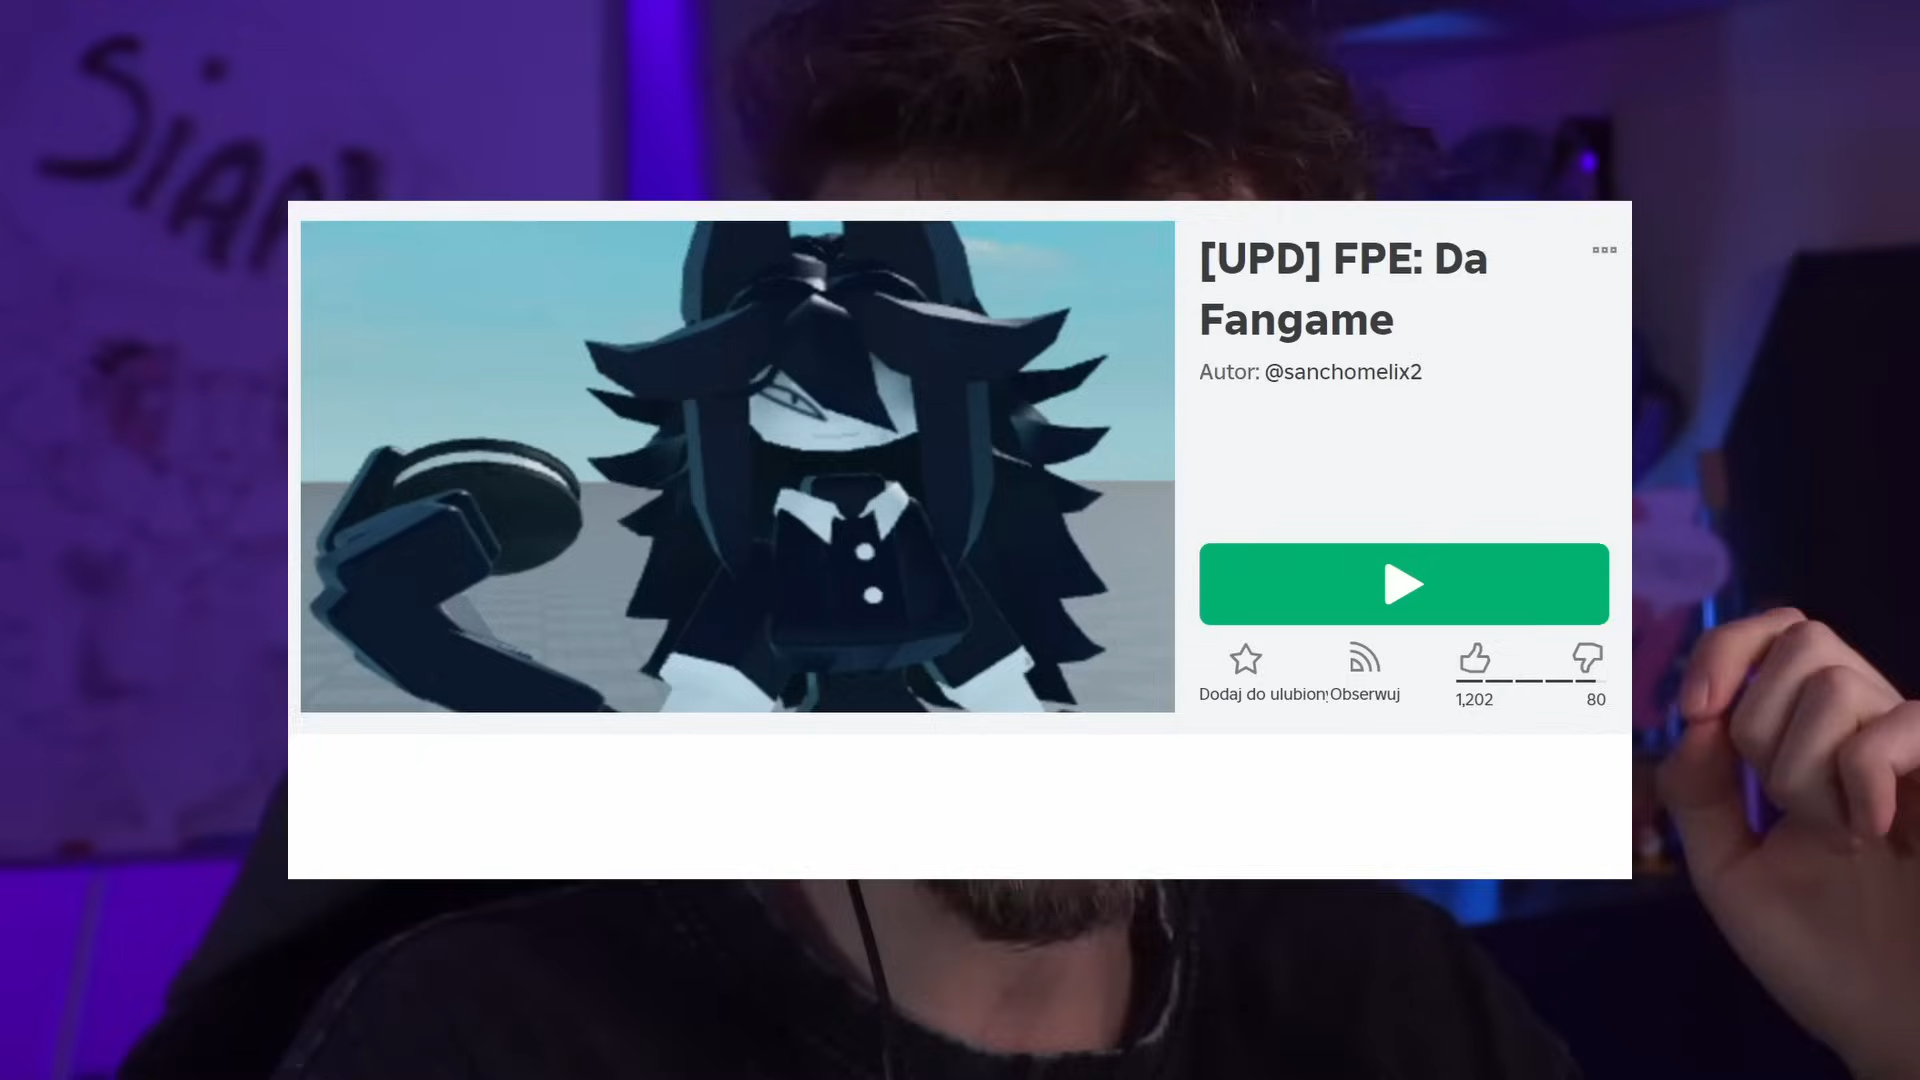 [UPD] FPE: Da
Fangame
Autor: @sanchomelix2
Dodaj do ulubion
Obserwuj
1,202
80